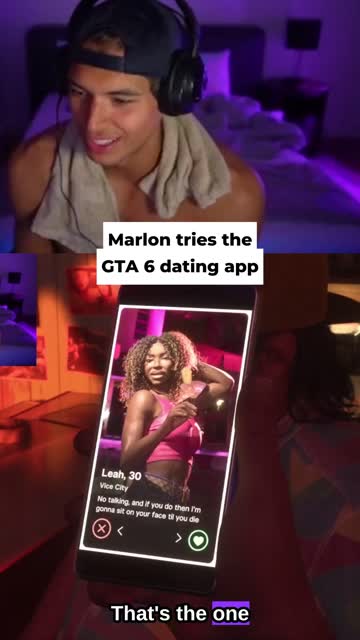 Marlon tries the
GTA 6 dating app
Leah, 30
Vice City
No talking, and if you do then I'm
gonna sit on your face til you die
That's the one